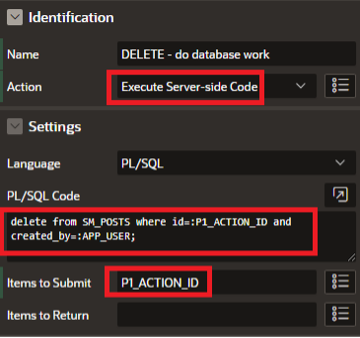 Identification
Name DELETE - do database work
Action Execute Server-side Code
Settings
Language PL/SQL
PL/SQL Code
delete from SM_POSTS where id=:P1_ACTION_ID and
created_by=:APP_USER;
Items to Submit P1_ACTION_ID
Items to Return